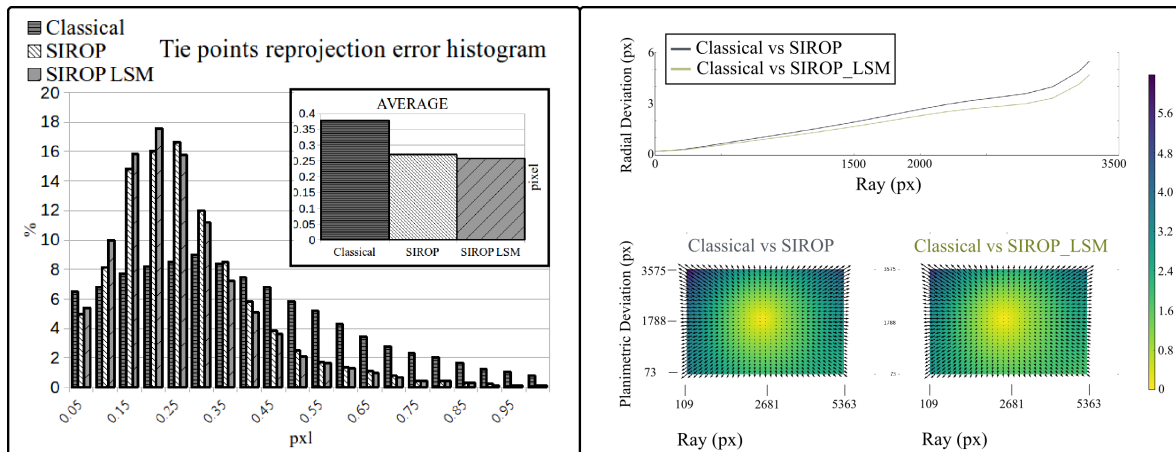 Classical
SIROP
SIROP LSM
Tie points reprojection error histogram
AVERAGE
0.4
0.35
0.3
0.25
0.2
0.15
0.1
0.05
0
pixel
Classical SIROP SIROP LSM
20
18
16
14
12
10
8
6
4
2
0
%
0.05 0.15 0.25 0.35 0.45 0.55 0.65 0.75 0.85 0.95
pxl
Classical vs SIROP
Classical vs SIROP_LSM
Radial Deviation (px)
6
3
0
0 1500 2000 3500
Ray (px)
Classical vs SIROP
Planimetric Deviation (px)
3575
1788
73
109 2681 5363
Ray (px)
Classical vs SIROP_LSM
3575
1788
73
109 2681 5363
Ray (px)
5.6
4.8
4.0
3.2
2.4
1.6
0.8
0